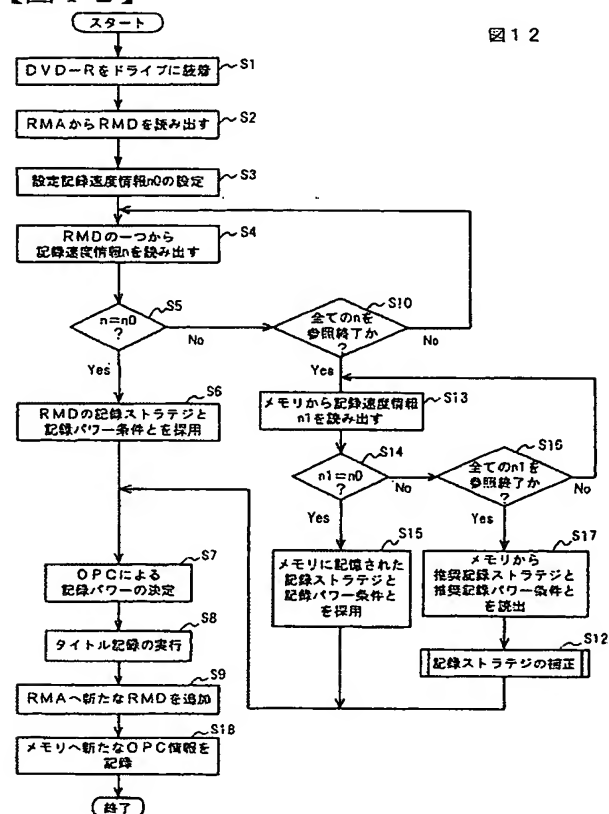 【図12】
図12
スタート
DVD-Rをドライブに装着
S1
RMAからRMDを読み出す
S2
設定記録速度情報n0の設定
S3
RMDの一つから
記録速度情報nを読み出す
S4
n=n0
?
S5
No
Yes
全てのnを
参照終了か
?
S10
No
Yes
RMDの記録ストラテジと
記録パワー条件とを採用
S6
メモリから記録速度情報
n1を読み出す
S13
n1=n0
?
S14
No
Yes
全てのn1を
参照終了か
?
S16
No
Yes
メモリに記憶された
記録ストラテジと
記録パワー条件と
を採用
S15
メモリから
推奨記録ストラテジと
推奨記録パワー条件と
を読出
S17
記録ストラテジの補正
S12
OPCによる
記録パワーの決定
S7
タイトル記録の実行
S8
RMAへ新たなRMDを追加
S9
メモリへ新たなOPC情報を
記録
S18
終了